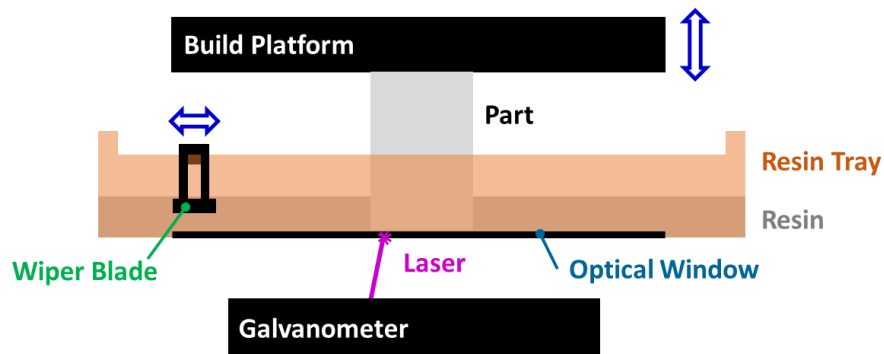 Build Platform
Part
Resin Tray
Resin
Wiper Blade
Laser
Optical Window
Galvanometer